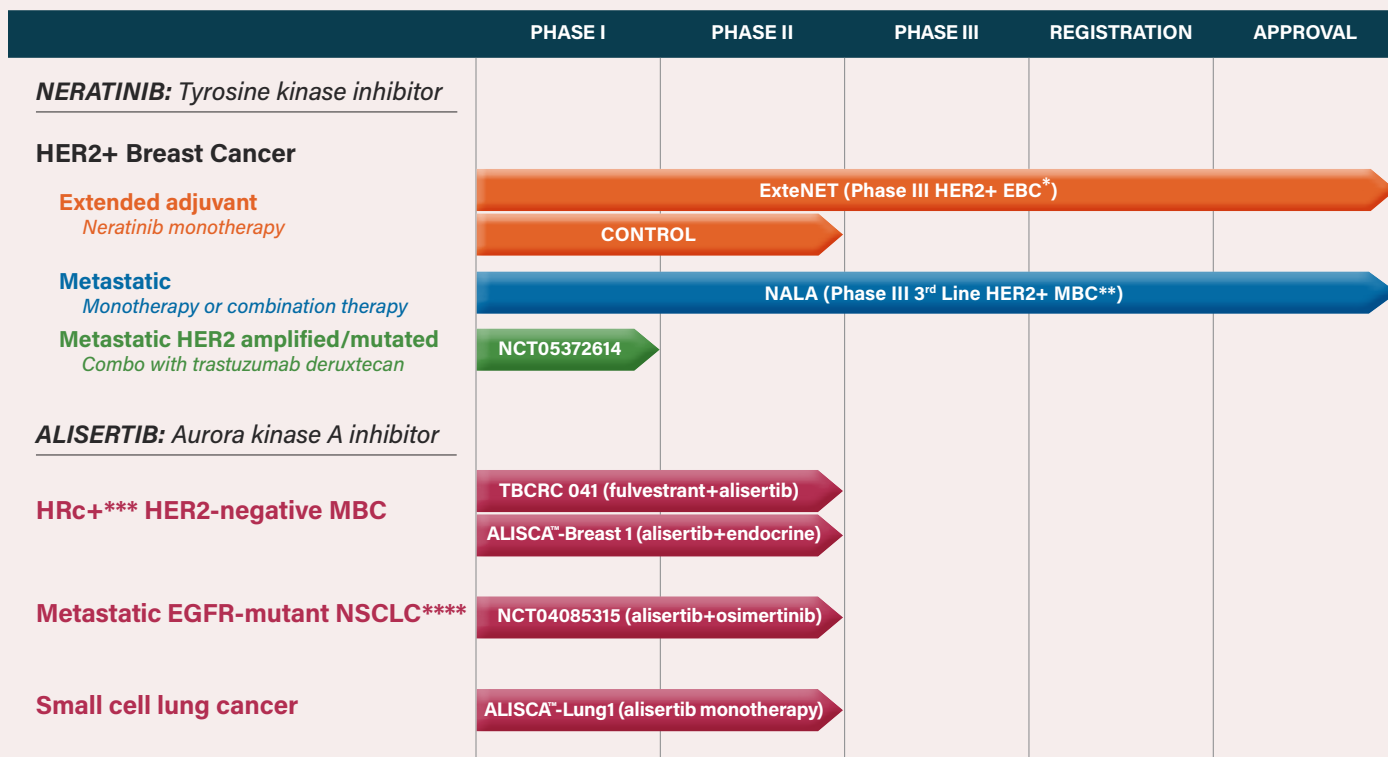 PHASE I PHASE II PHASE III REGISTRATION APPROVAL
NERATINIB: Tyrosine kinase inhibitor
HER2+ Breast Cancer
Extended adjuvant
Neratinib monotherapy
ExteNET (Phase III HER2+ EBC*)
CONTROL
Metastatic
Monotherapy or combination therapy
NALA (Phase III 3rd Line HER2+ MBC**)
Metastatic HER2 amplified/mutated
Combo with trastuzumab deruxtecan
NCT05372614
ALISERTIB: Aurora kinase A inhibitor
HRc+*** HER2-negative MBC
TBCRC 041 (fulvestrant+alisertib)
ALISCA™-Breast 1 (alisertib+endocrine)
Metastatic EGFR-mutant NSCLC****
NCT04085315 (alisertib+osimertinib)
Small cell lung cancer
ALISCA™-Lung1 (alisertib monotherapy)